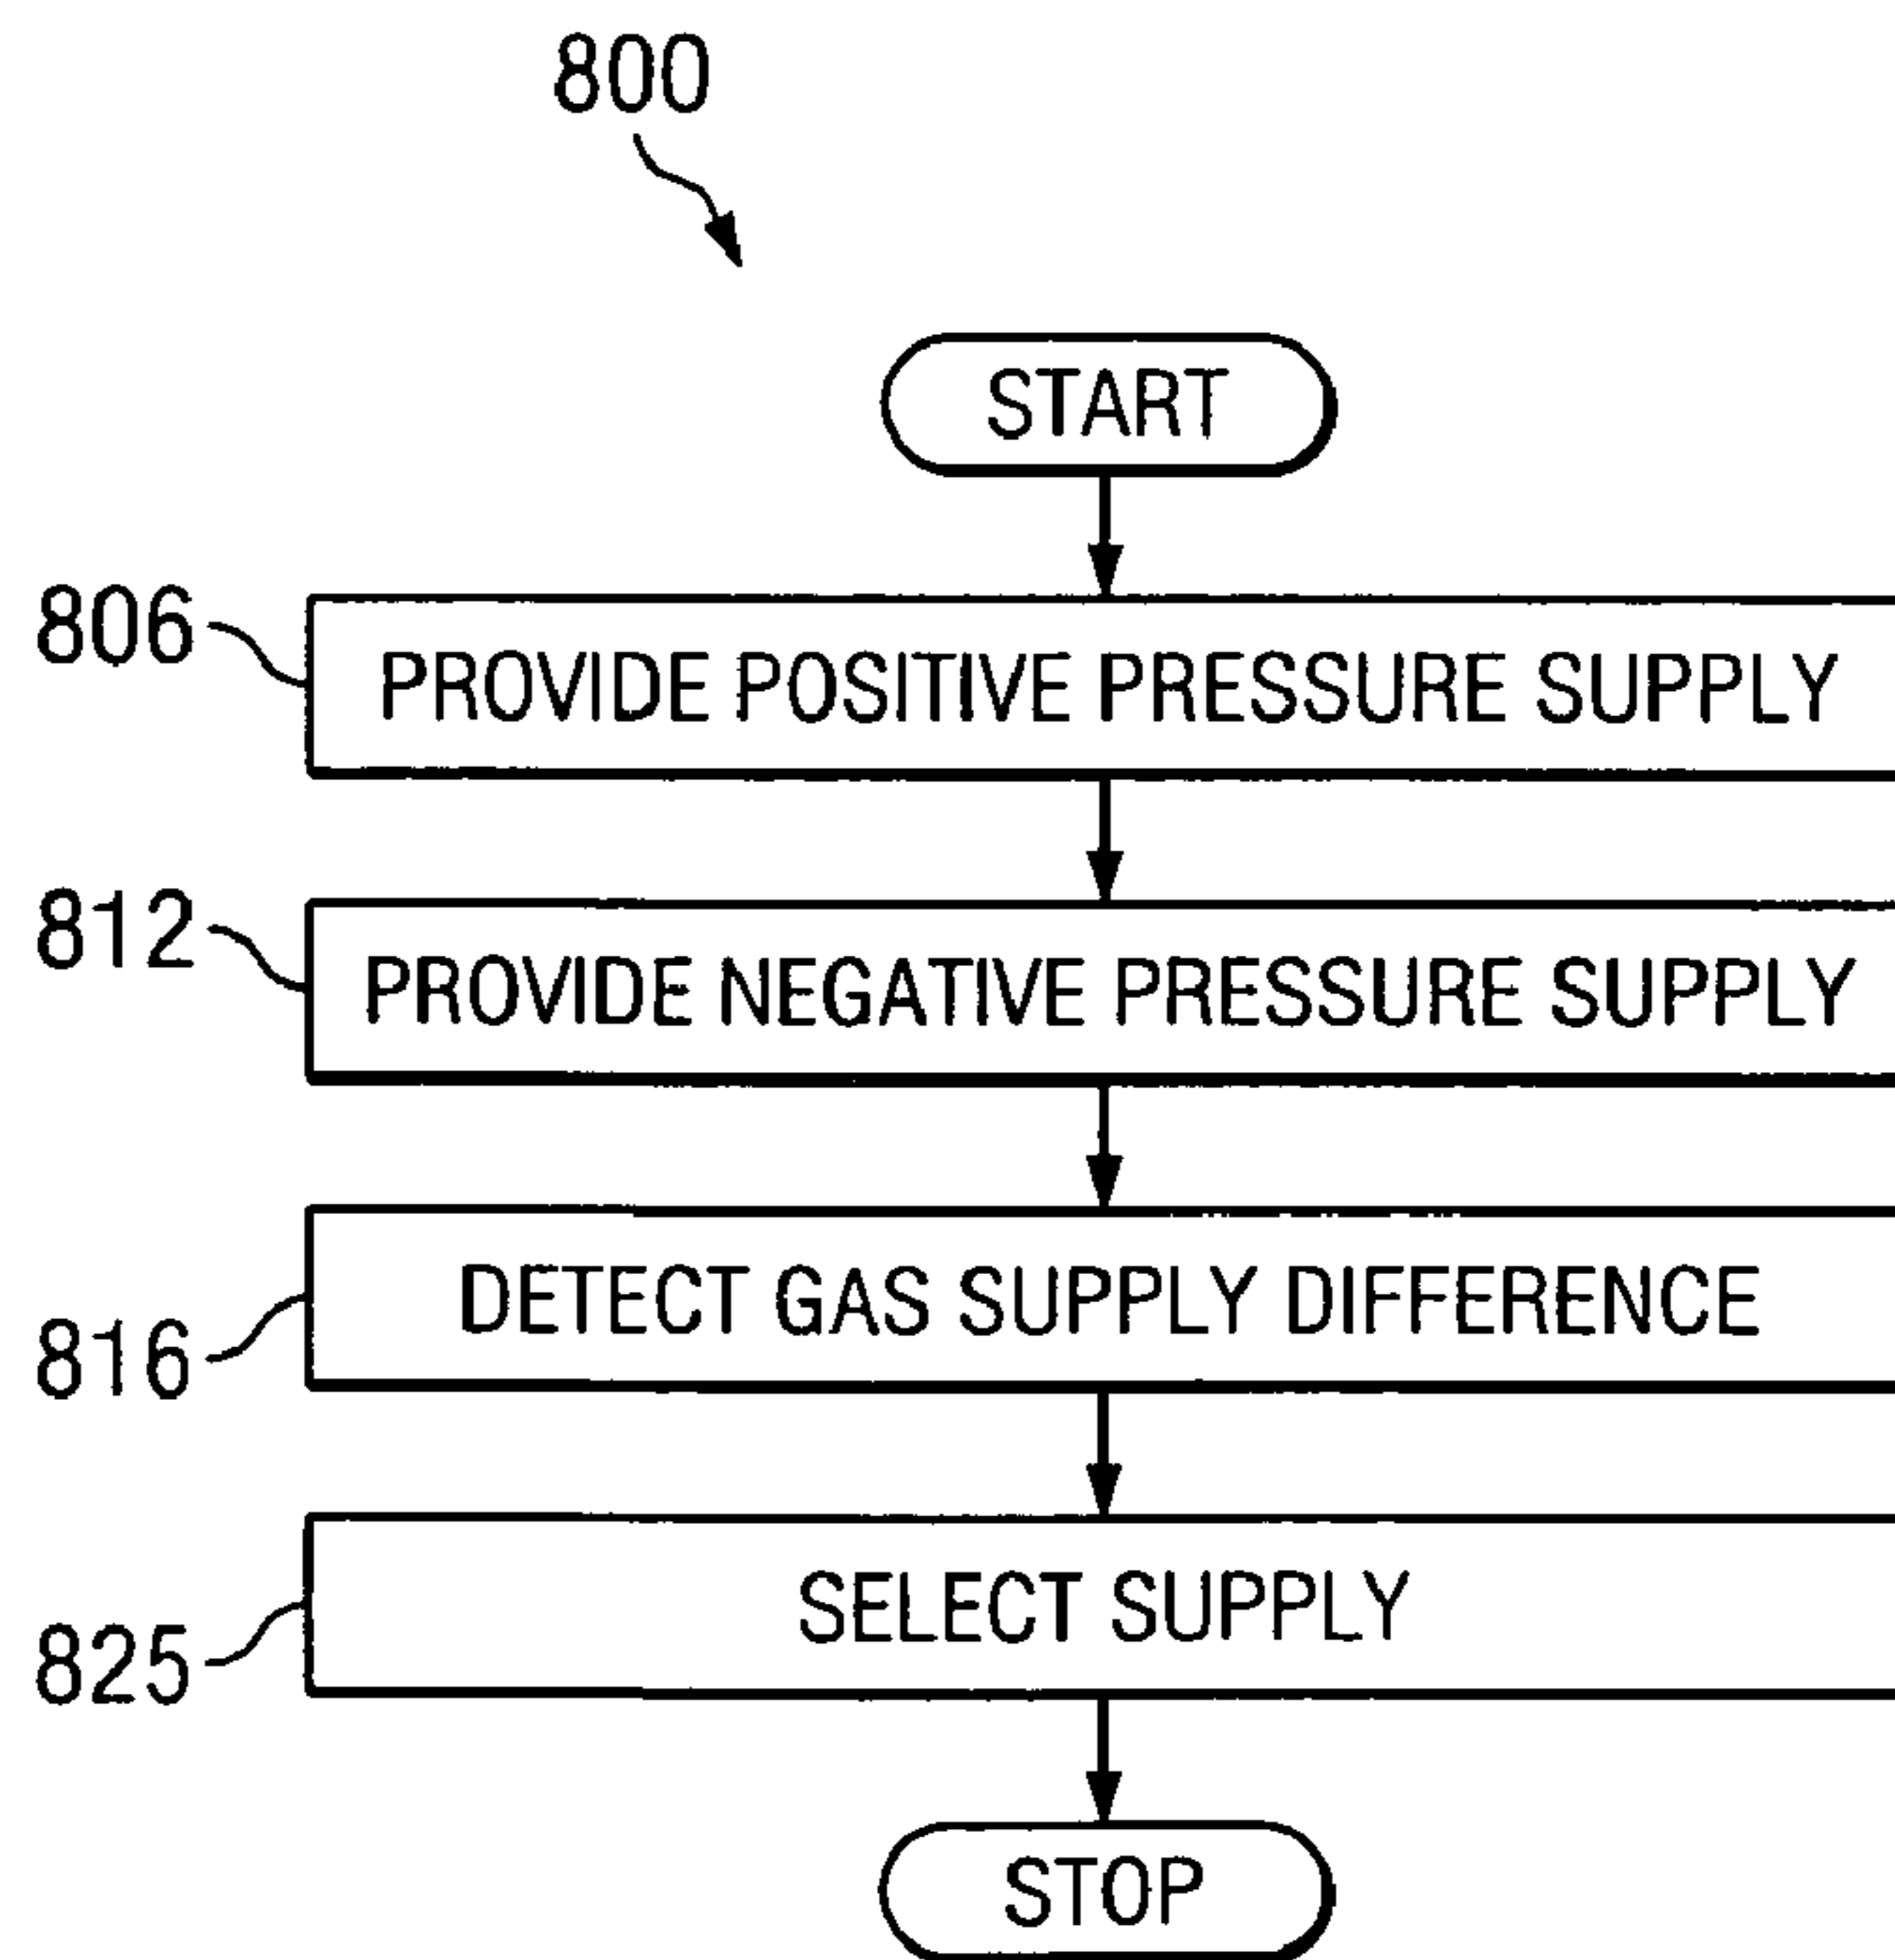 800
START
806
PROVIDE POSITIVE PRESSURE SUPPLY
812
PROVIDE NEGATIVE PRESSURE SUPPLY
816
DETECT GAS SUPPLY DIFFERENCE
825
SELECT SUPPLY
STOP